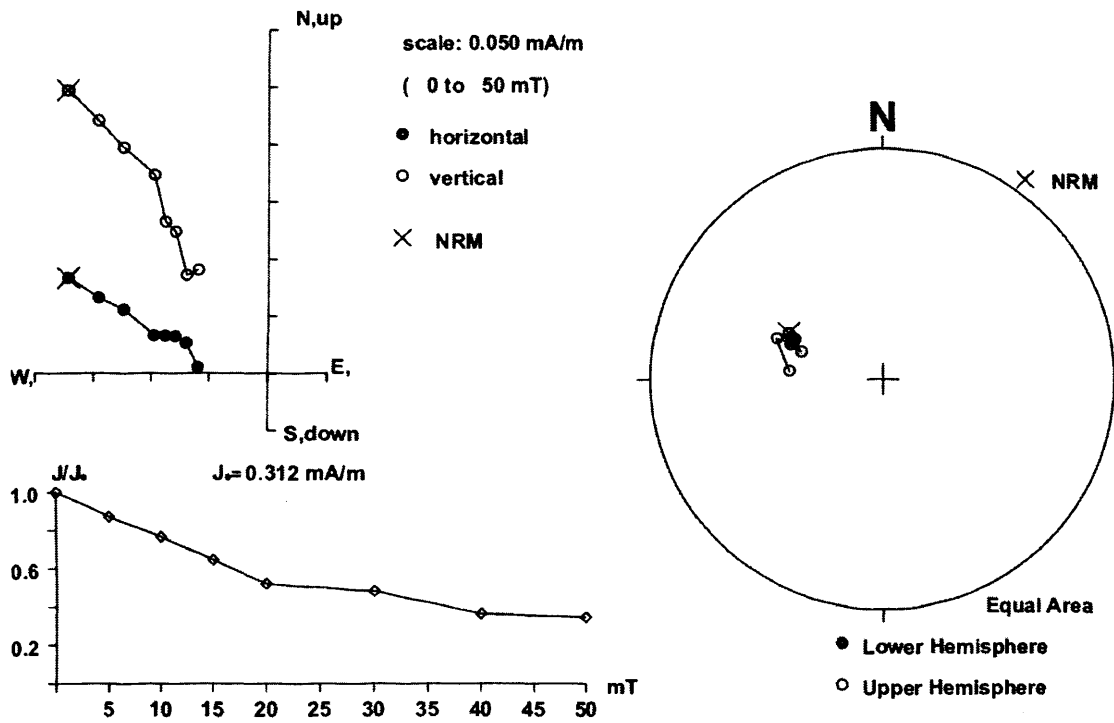 N,up
scale: 0.050 mA/m
( 0 to 50 mT)
horizontal
vertical
NRM
W,
E,
S,down
N
NRM
Equal Area
Lower Hemisphere
Upper Hemisphere
J/J₀
J₀=0.312 mA/m
1.0
0.6
0.2
5 10 15 20 25 30 35 40 45 50
mT